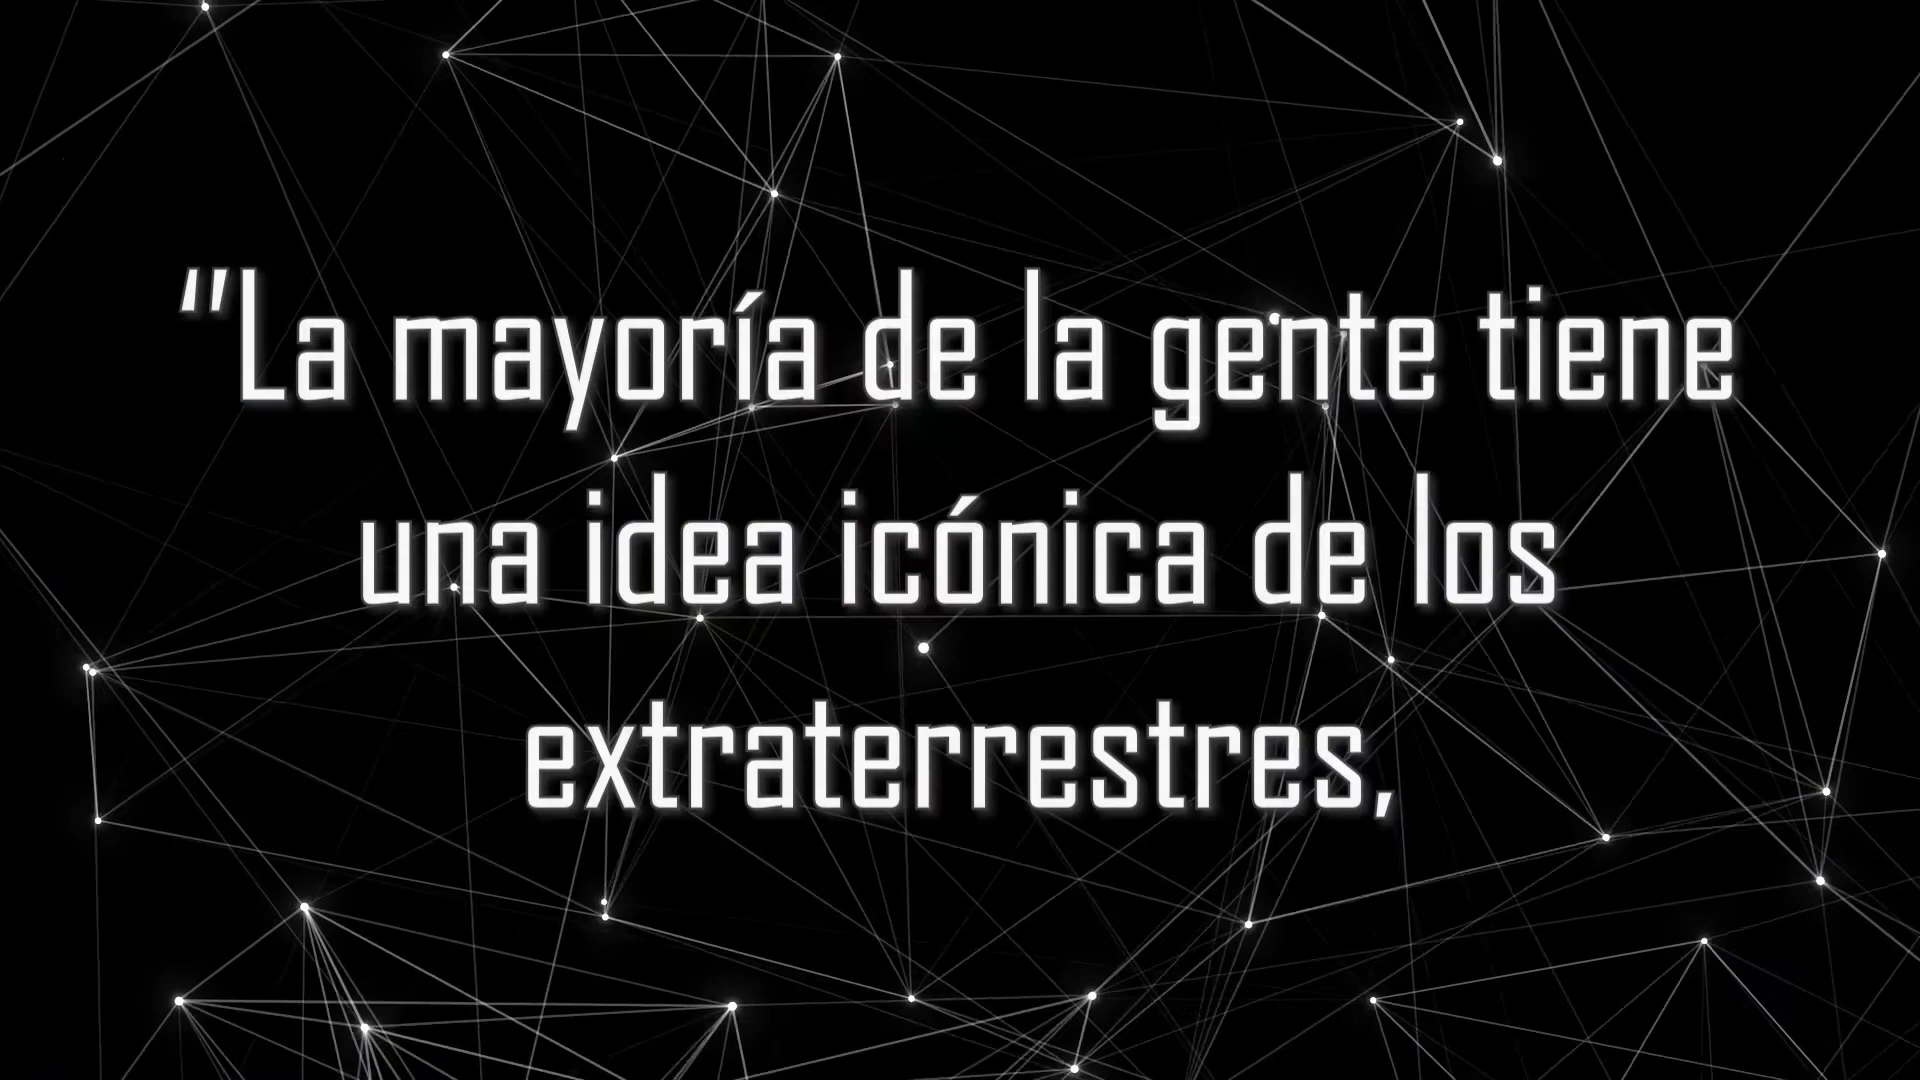 "La mayoría de la gente tiene
una idea icónica de los
extraterrestres,